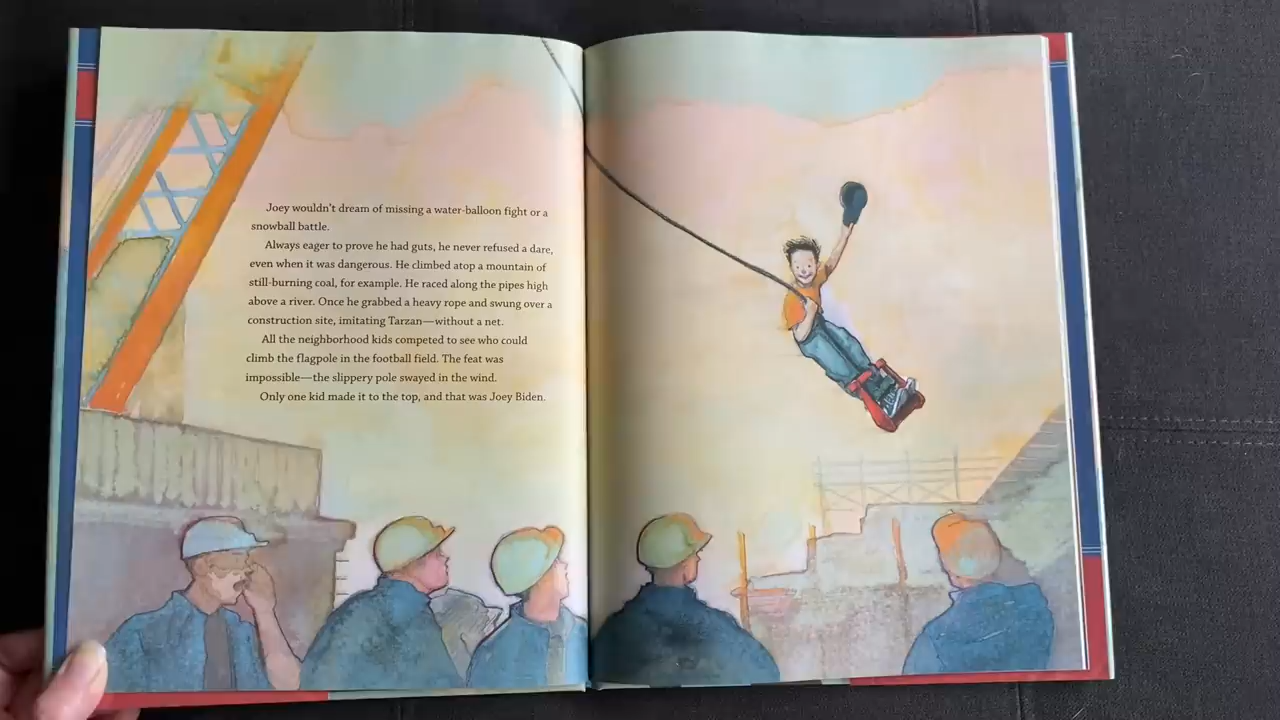 Joey wouldn't dream of missing a water-balloon fight or a
snowball battle.
Always eager to prove he had guts, he never refused a dare,
even when it was dangerous. He climbed atop a mountain of
still-burning coal, for example. He raced along the pipes high
above a river. Once he grabbed a heavy rope and swung over a
construction site, imitating Tarzan—without a net.
All the neighborhood kids competed to see who could
climb the flagpole in the football field. The feat was
impossible—the slippery pole swayed in the wind.
Only one kid made it to the top, and that was Joey Biden.